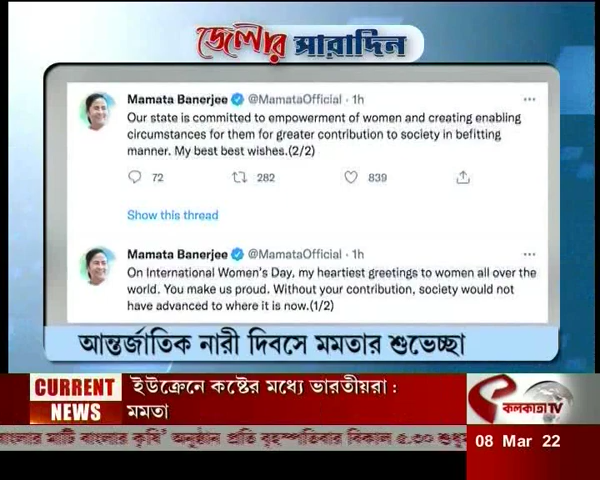 জেলার সারাদিন
Mamata Banerjee @MamataOfficial · 1h
Our state is committed to empowerment of women and creating enabling
circumstances for them for greater contribution to society in befitting
manner. My best best wishes.(2/2)
72 282 839
Show this thread
Mamata Banerjee @MamataOfficial · 1h
On International Women's Day, my heartiest greetings to women all over the
world. You make us proud. Without your contribution, society would not
have advanced to where it is now.(1/2)
আন্তর্জাতিক নারী দিবসে মমতার শুভেচ্ছা
CURRENT
NEWS
ইউক্রেনে কষ্টের মধ্যে ভারতীয়রা :
মমতা
কলকাতা TV
বাংলার মাটি বাংলার কৃষি' অনুষ্ঠান প্রতি বৃহস্পতিবার বিকাল ৫.৩০ শুধু
08 Mar 22